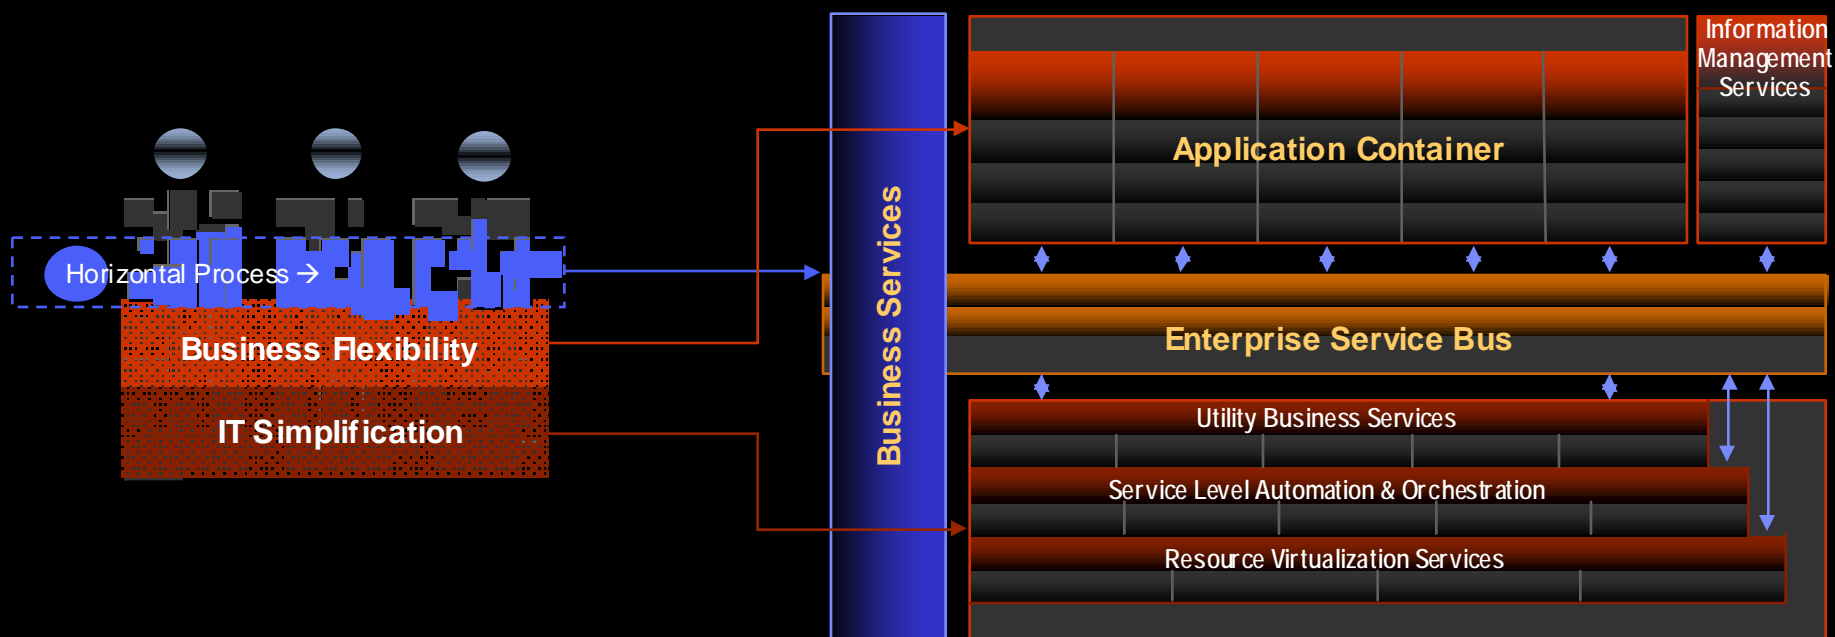 Horizontal Process →
Business Flexibility
IT Simplification
Business Services
Application Container
Information
Management
Services
Enterprise Service Bus
Utility Business Services
Service Level Automation & Orchestration
Resource Virtualization Services